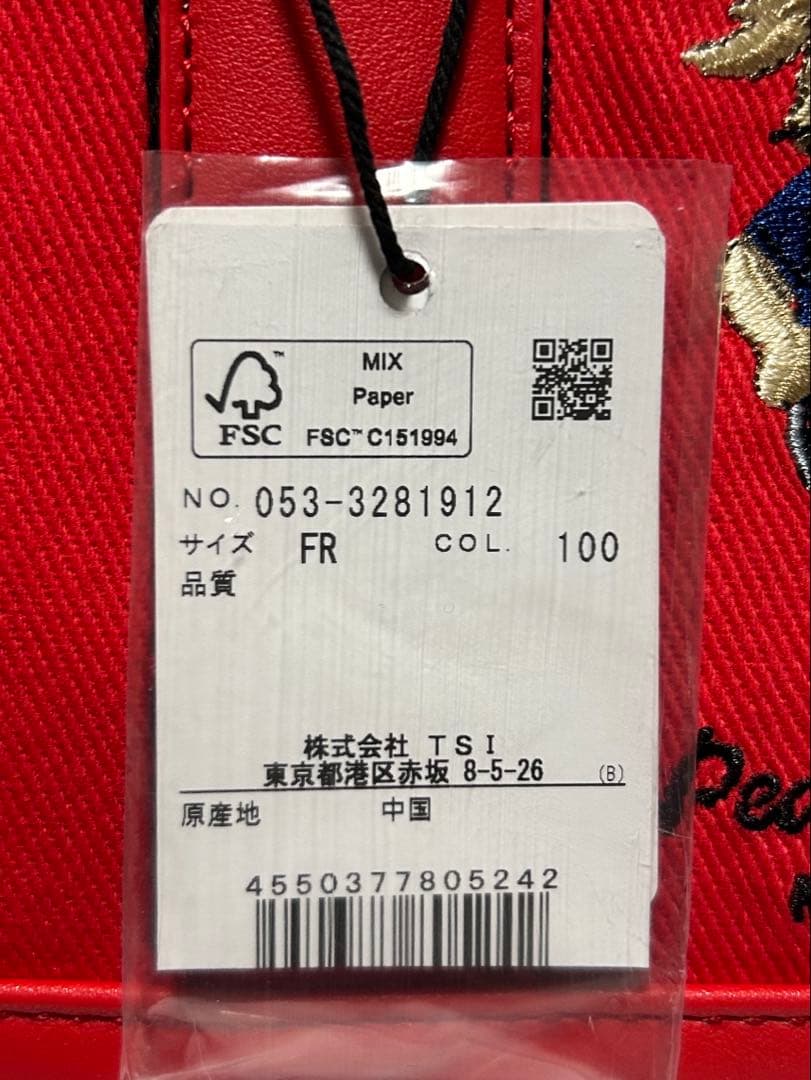 MIX
Paper
FSC™ FSC™ C151994
NO. 053-3281912
サイズ FR COL. 100
品質
株式会社 TSI
東京都港区赤坂 8-5-26 (B)
原産地 中国
4550377805242